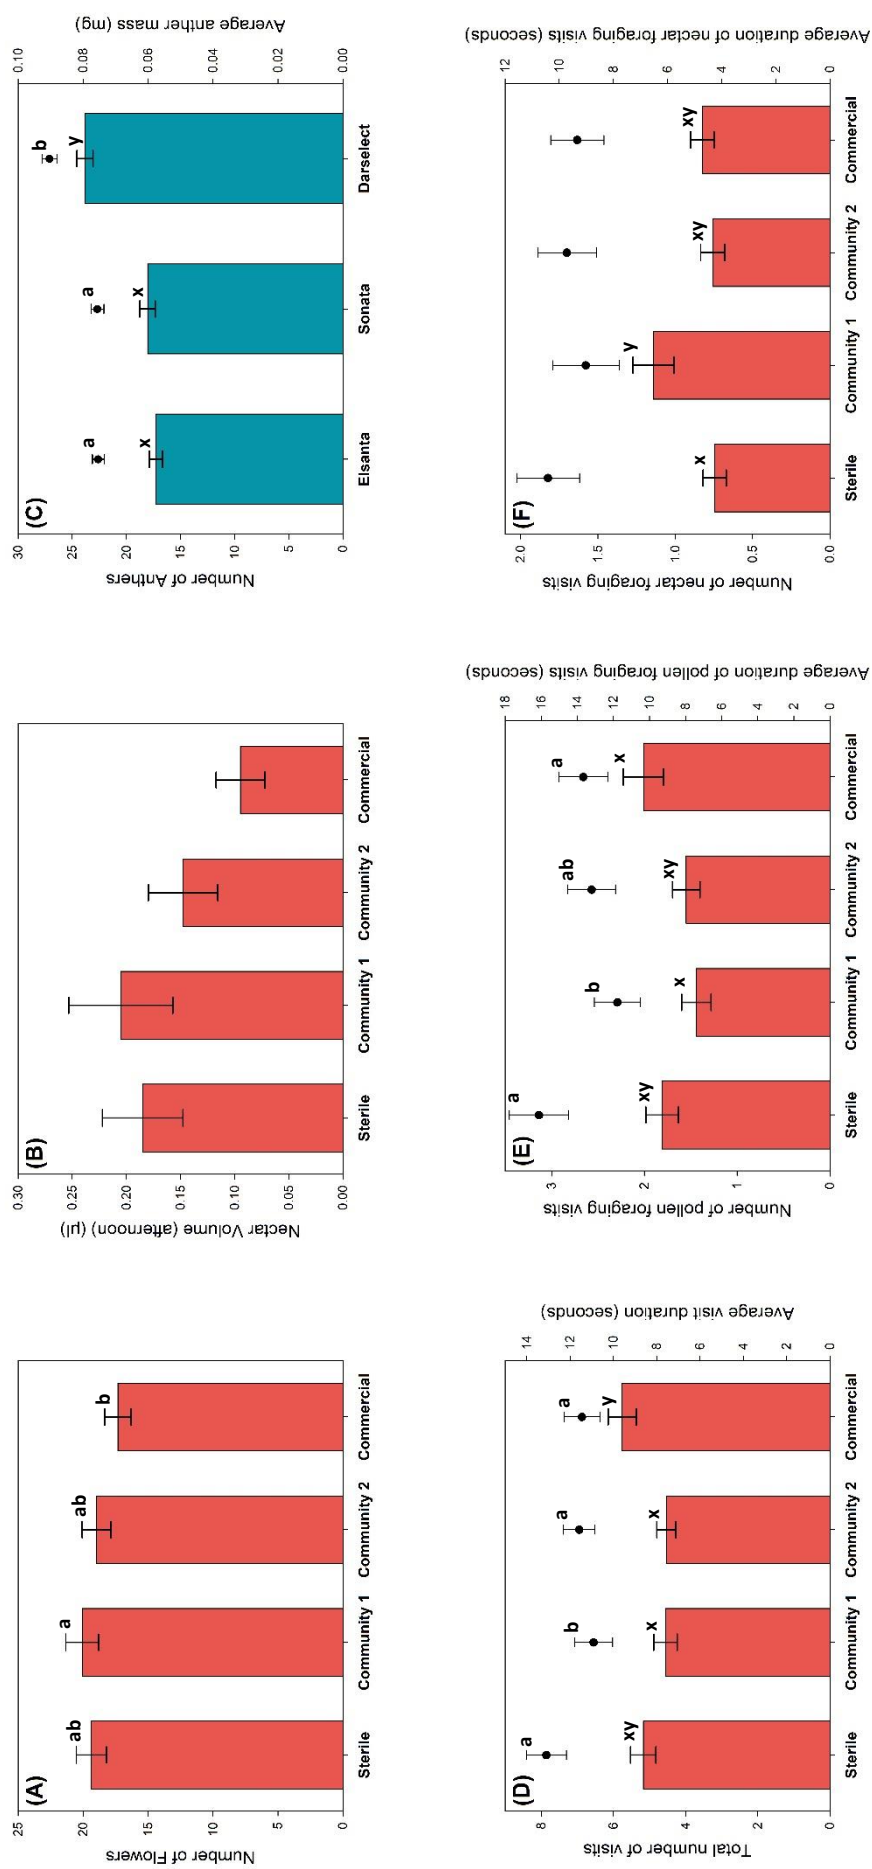 (A)
Number of Flowers
25
20
15
10
5
0
ab
a
ab
b
Sterile
Community 1
Community 2
Commercial
(B)
Nectar Volume (afternoon) (µl)
0.30
0.25
0.20
0.15
0.10
0.05
0.00
Sterile
Community 1
Community 2
Commercial
(C)
Number of Anthers
30
25
20
15
10
5
0
a
x
a
x
b
y
Elsanta
Sonata
Darselect
0.10
0.08
0.06
0.04
0.02
0.00
Average anther mass (mg)
(D)
Total number of visits
8
6
4
2
0
a
xy
b
x
a
x
a
y
Sterile
Community 1
Community 2
Commercial
14
12
10
8
6
4
2
0
Average visit duration (seconds)
(E)
Number of pollen foraging visits
3
2
1
0
a
xy
b
x
ab
xy
a
x
Sterile
Community 1
Community 2
Commercial
18
16
14
12
10
8
6
4
2
0
Average duration of pollen foraging visits (seconds)
(F)
Number of nectar foraging visits
2.0
1.5
1.0
0.5
0.0
x
y
xy
xy
Sterile
Community 1
Community 2
Commercial
12
10
8
6
4
2
0
Average duration of nectar foraging visits (seconds)